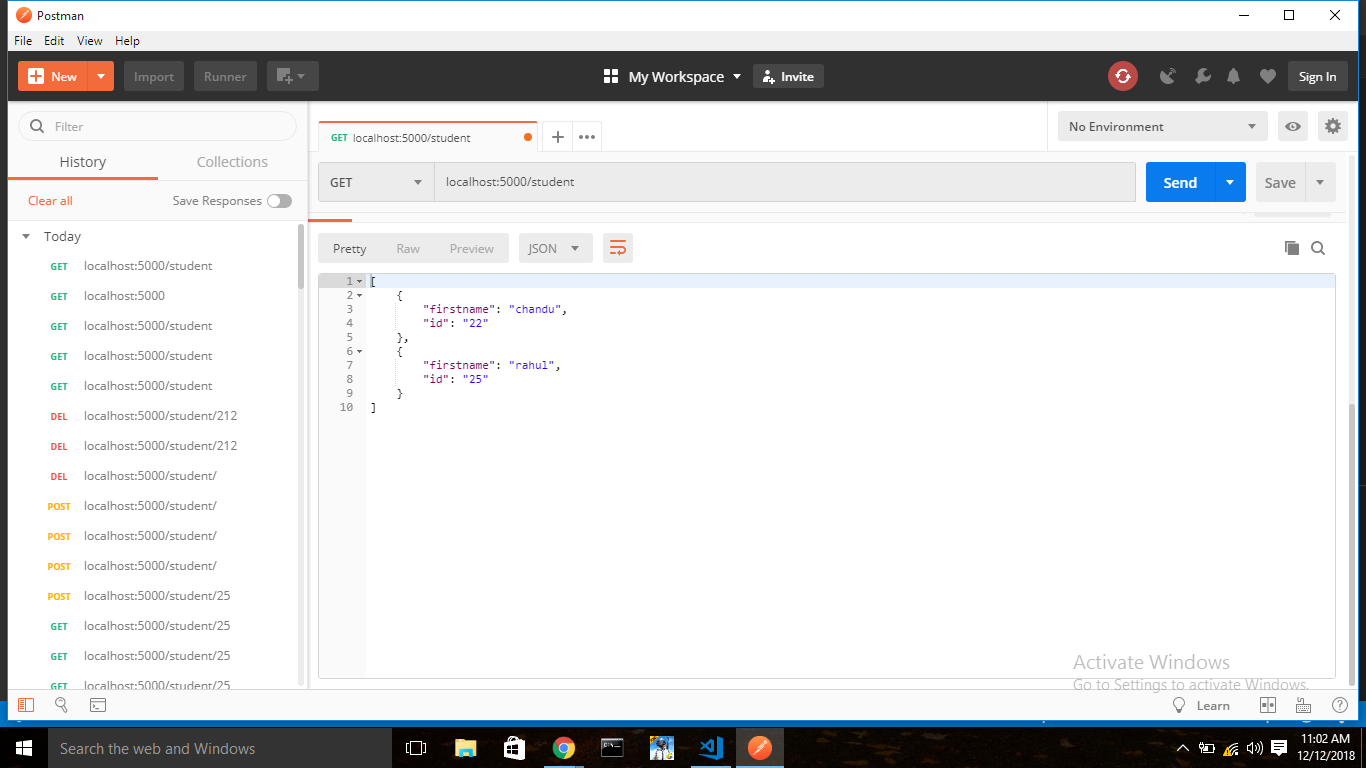 Postman
File Edit View Help
New Import Runner My Workspace Invite Sign In
Filter
History Collections
Clear all Save Responses
Today
GET localhost:5000/student
GET localhost:5000
GET localhost:5000/student
GET localhost:5000/student
GET localhost:5000/student
DEL localhost:5000/student/212
DEL localhost:5000/student/212
DEL localhost:5000/student/
POST localhost:5000/student/
POST localhost:5000/student/
POST localhost:5000/student/
POST localhost:5000/student/25
GET localhost:5000/student/25
GET localhost:5000/student/25
GET localhost:5000/student/25
GET localhost:5000/student
No Environment
GET localhost:5000/student Send Save
Pretty Raw Preview JSON
1 [
2 {
3 "firstname": "chandu",
4 "id": "22"
5 },
6 {
7 "firstname": "rahul",
8 "id": "25"
9 }
10 ]
Activate Windows
Go to Settings to activate Windows.
Learn
Search the web and Windows
11:02 AM
12/12/2018